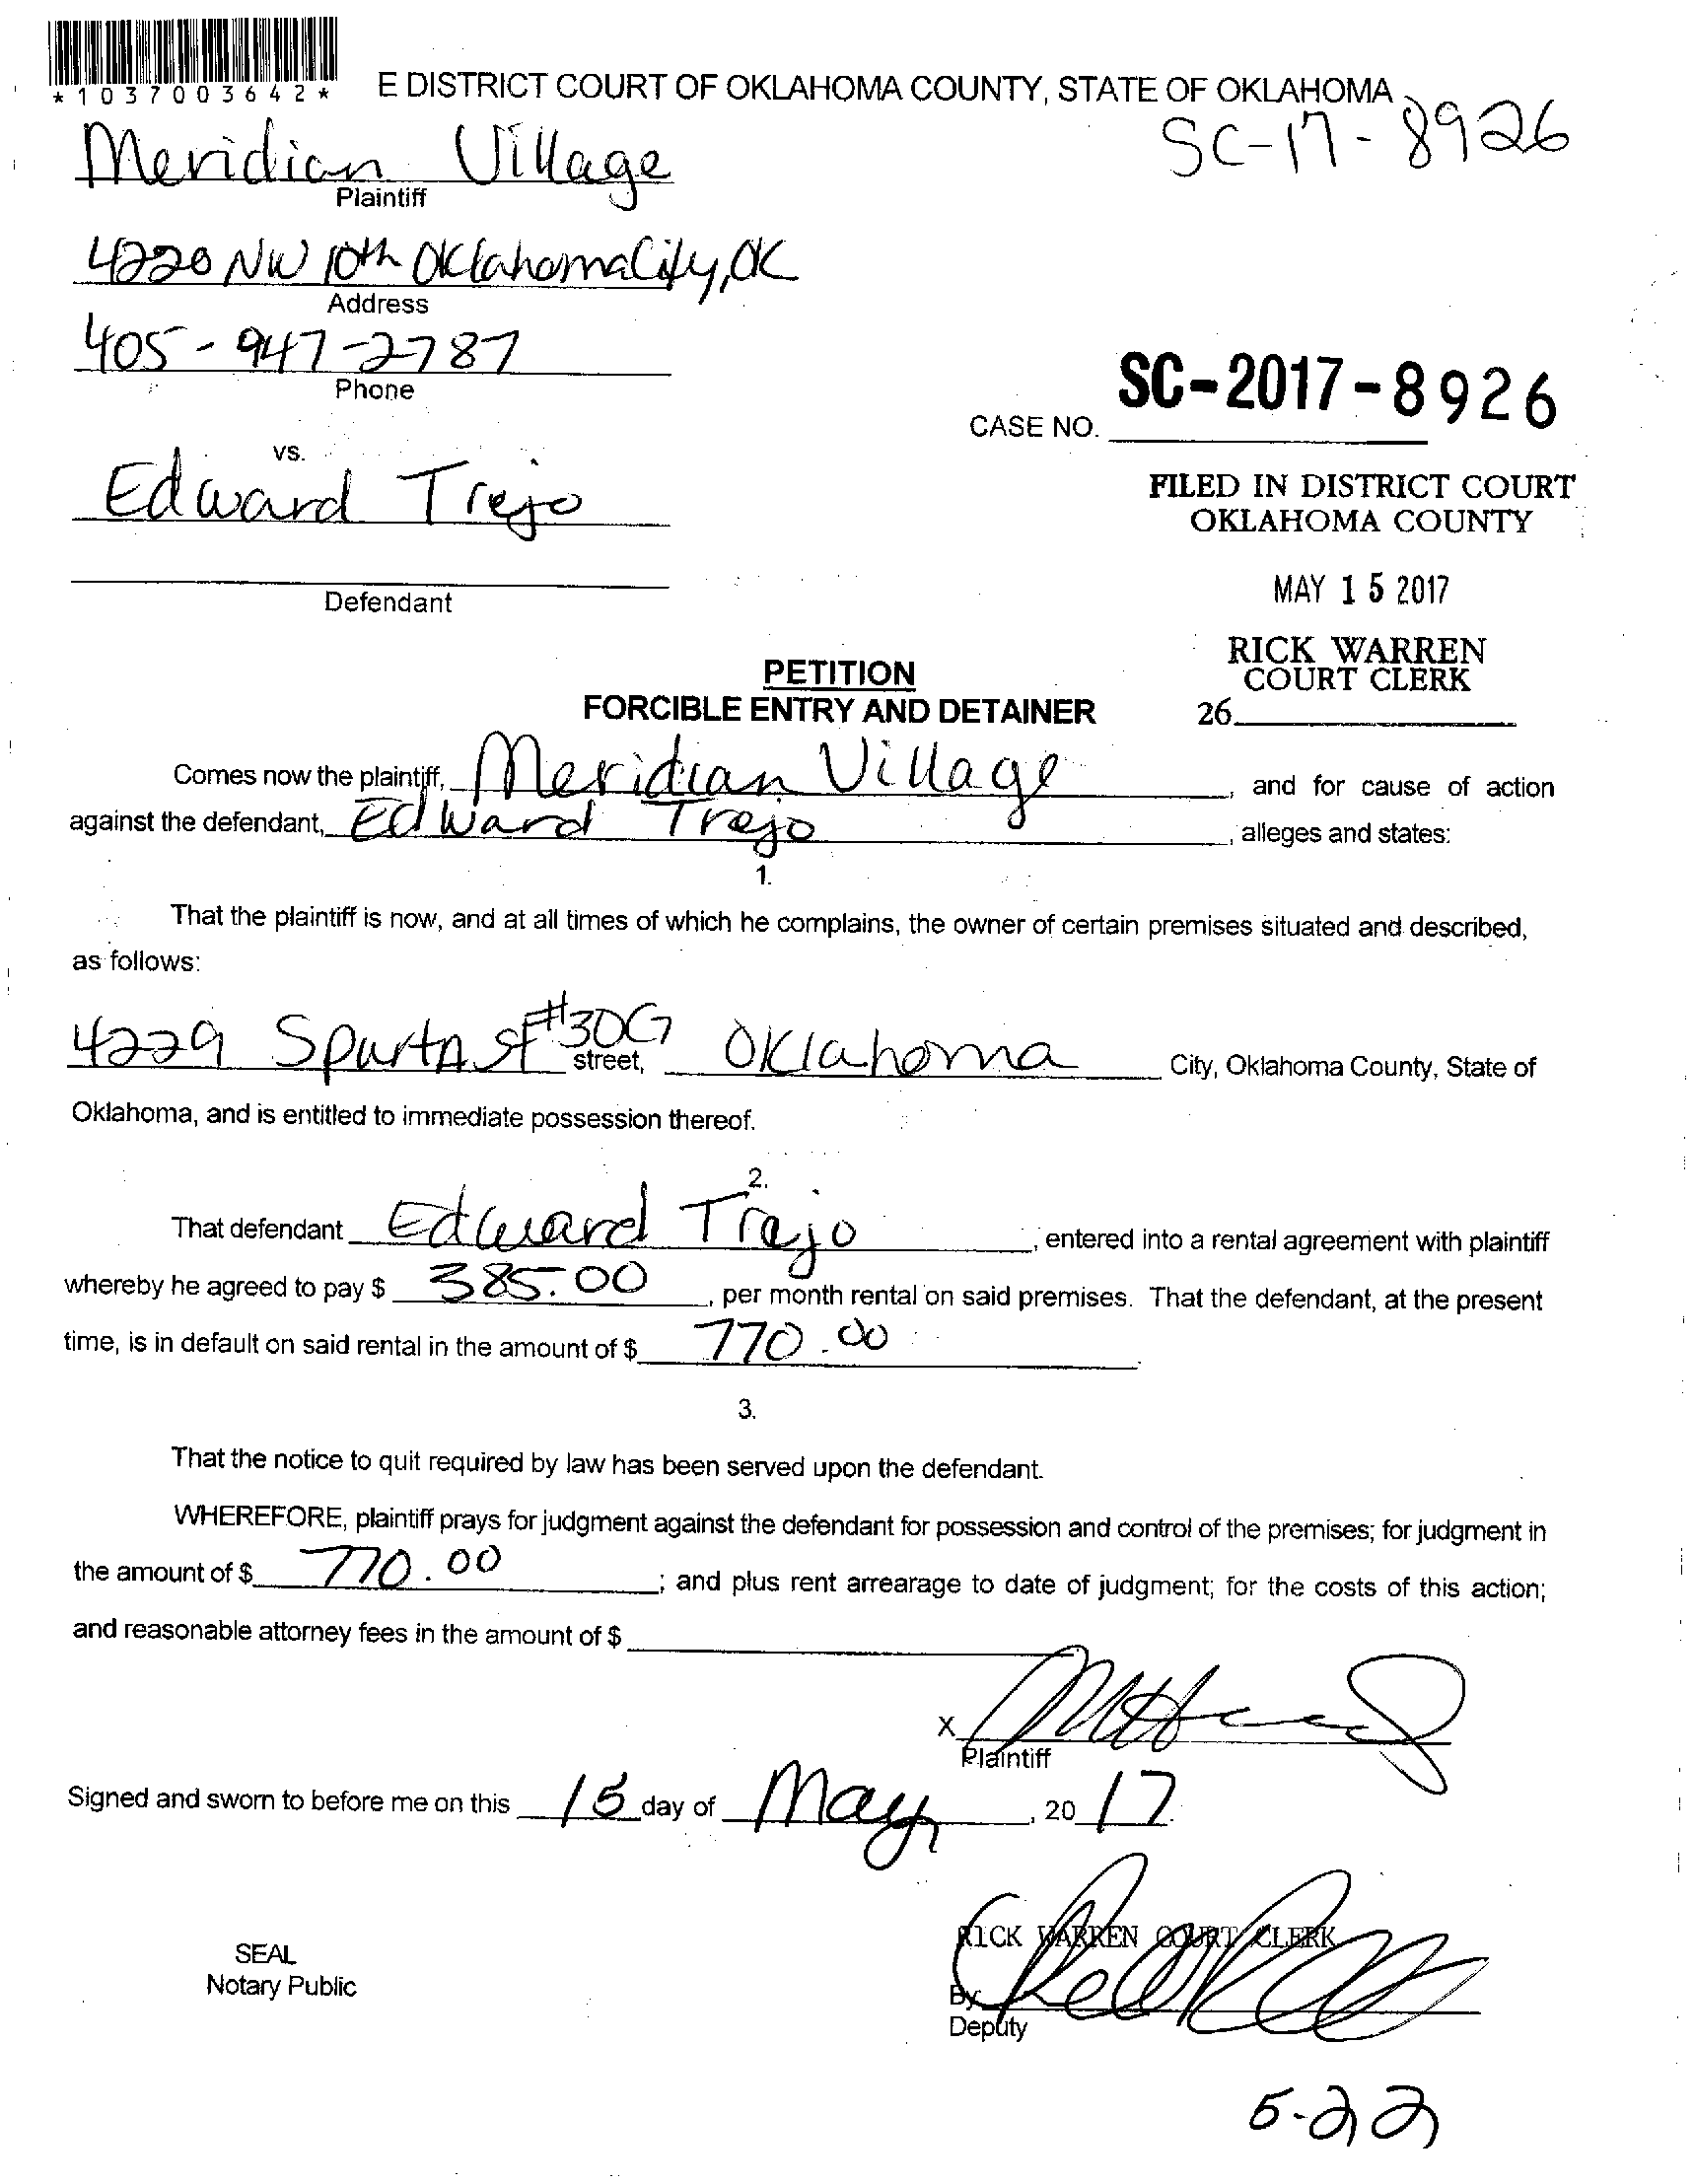 *1037003642*
E DISTRICT COURT OF OKLAHOMA COUNTY, STATE OF OKLAHOMA
SC-17-8926
Meridian Village
Plaintiff
4220 NW 10th Oklahoma City, OK
Address
405-947-2787
Phone
SC-2017-8926
CASE NO.
vs.
Edward Trejo
FILED IN DISTRICT COURT
OKLAHOMA COUNTY
Defendant
MAY 15 2017
RICK WARREN
COURT CLERK
26
PETITION
FORCIBLE ENTRY AND DETAINER
Comes now the plaintiff, Meridian Village, and for cause of action
against the defendant, Edward Trejo, alleges and states:
1.
That the plaintiff is now, and at all times of which he complains, the owner of certain premises situated and described,
as follows:
4229 Sparta St #30G street, Oklahoma City, Oklahoma County, State of
Oklahoma, and is entitled to immediate possession thereof.
2.
That defendant Edward Trejo, entered into a rental agreement with plaintiff
whereby he agreed to pay $ 385.00, per month rental on said premises. That the defendant, at the present
time, is in default on said rental in the amount of $ 770.00.
3.
That the notice to quit required by law has been served upon the defendant.
WHEREFORE, plaintiff prays for judgment against the defendant for possession and control of the premises; for judgment in
the amount of $ 770.00; and plus rent arrearage to date of judgment; for the costs of this action;
and reasonable attorney fees in the amount of $
X
Plaintiff
Signed and sworn to before me on this 15 day of May, 20 17.
RICK WARREN COURT CLERK
SEAL
Notary Public
By
Deputy
5-22